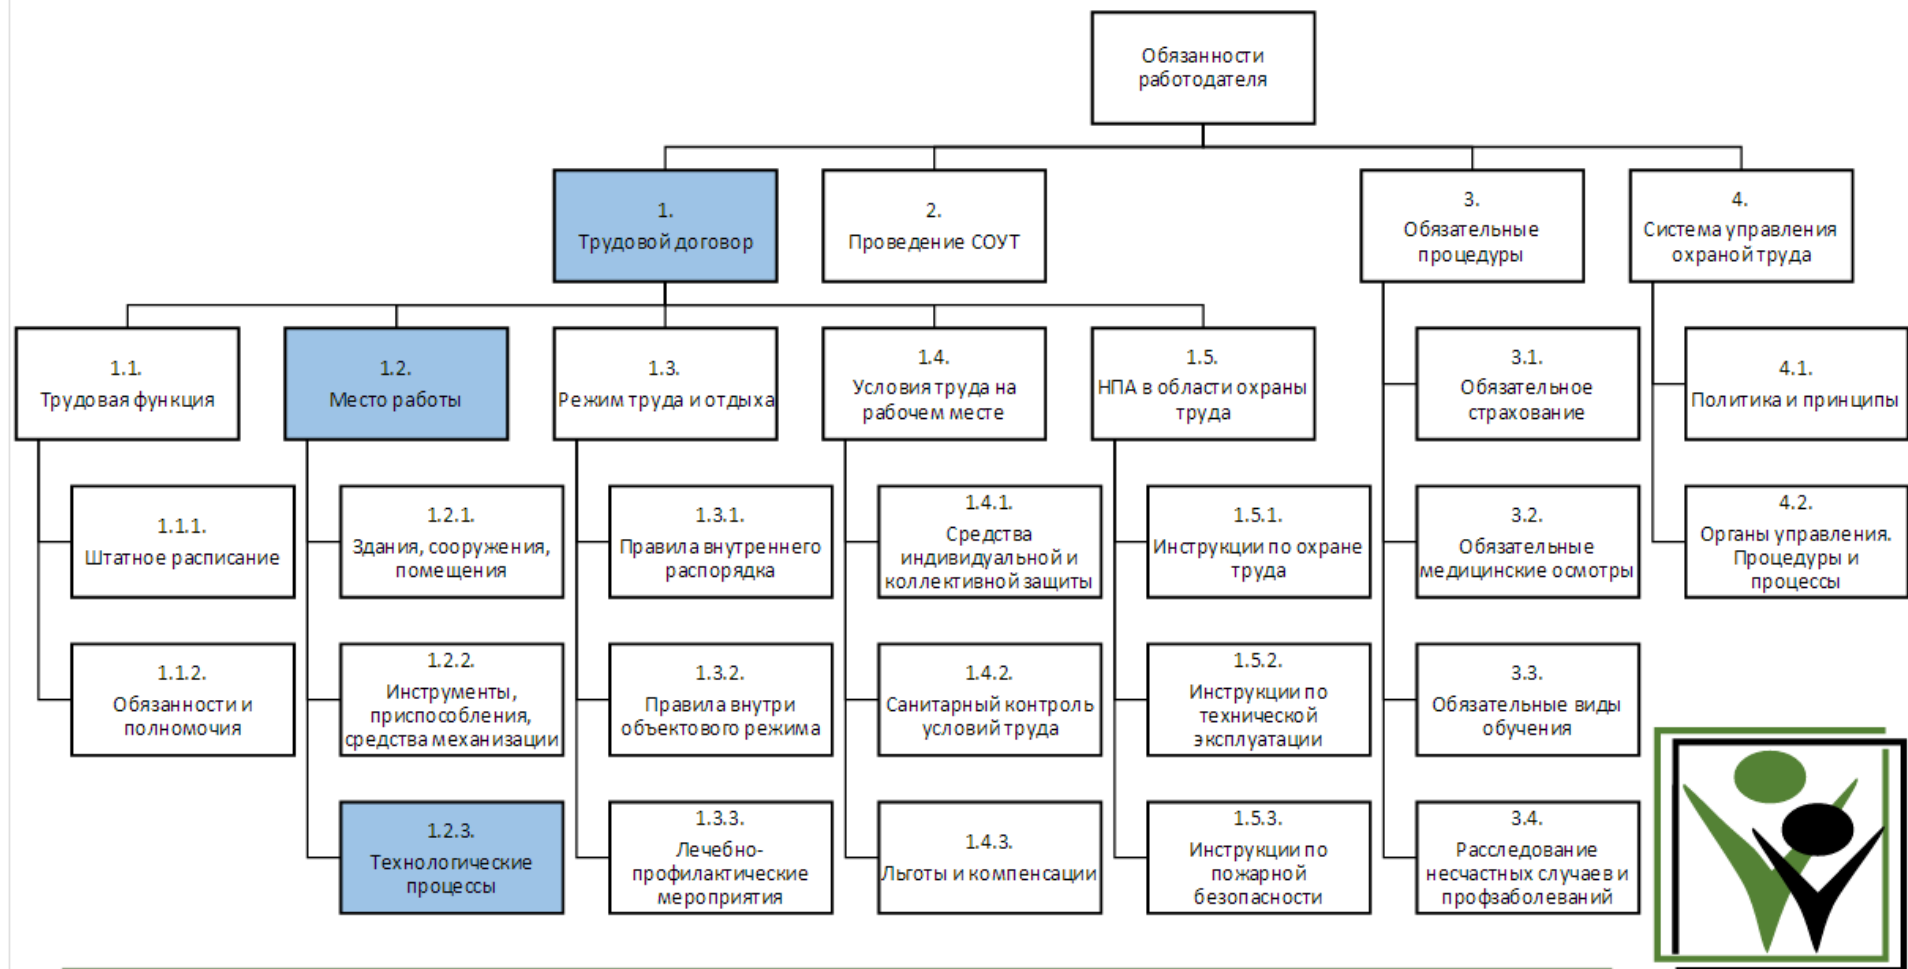 Обязанности
работодателя
1.
Трудовой договор
2.
Проведение СОУТ
3.
Обязательные
процедуры
4.
Система управления
охраной труда
1.1.
Трудовая функция
1.2.
Место работы
1.3.
Режим труда и отдыха
1.4.
Условия труда на
рабочем месте
1.5.
НПА в области охраны
труда
3.1.
Обязательное
страхование
4.1.
Политика и принципы
1.1.1.
Штатное расписание
1.2.1.
Здания, сооружения,
помещения
1.3.1.
Правила внутреннего
распорядка
1.4.1.
Средства
индивидуальной и
коллективной защиты
1.5.1.
Инструкции по охране
труда
3.2.
Обязательные
медицинские осмотры
4.2.
Органы управления.
Процедуры и
процессы
1.1.2.
Обязанности и
полномочия
1.2.2.
Инструменты,
приспособления,
средства механизации
1.3.2.
Правила внутри
объектового режима
1.4.2.
Санитарный контроль
условий труда
1.5.2.
Инструкции по
технической
эксплуатации
3.3.
Обязательные виды
обучения
1.2.3.
Технологические
процессы
1.3.3.
Лечебно-
профилактические
мероприятия
1.4.3.
Льготы и компенсации
1.5.3.
Инструкции по
пожарной
безопасности
3.4.
Расследование
несчастных случаев и
профзаболеваний